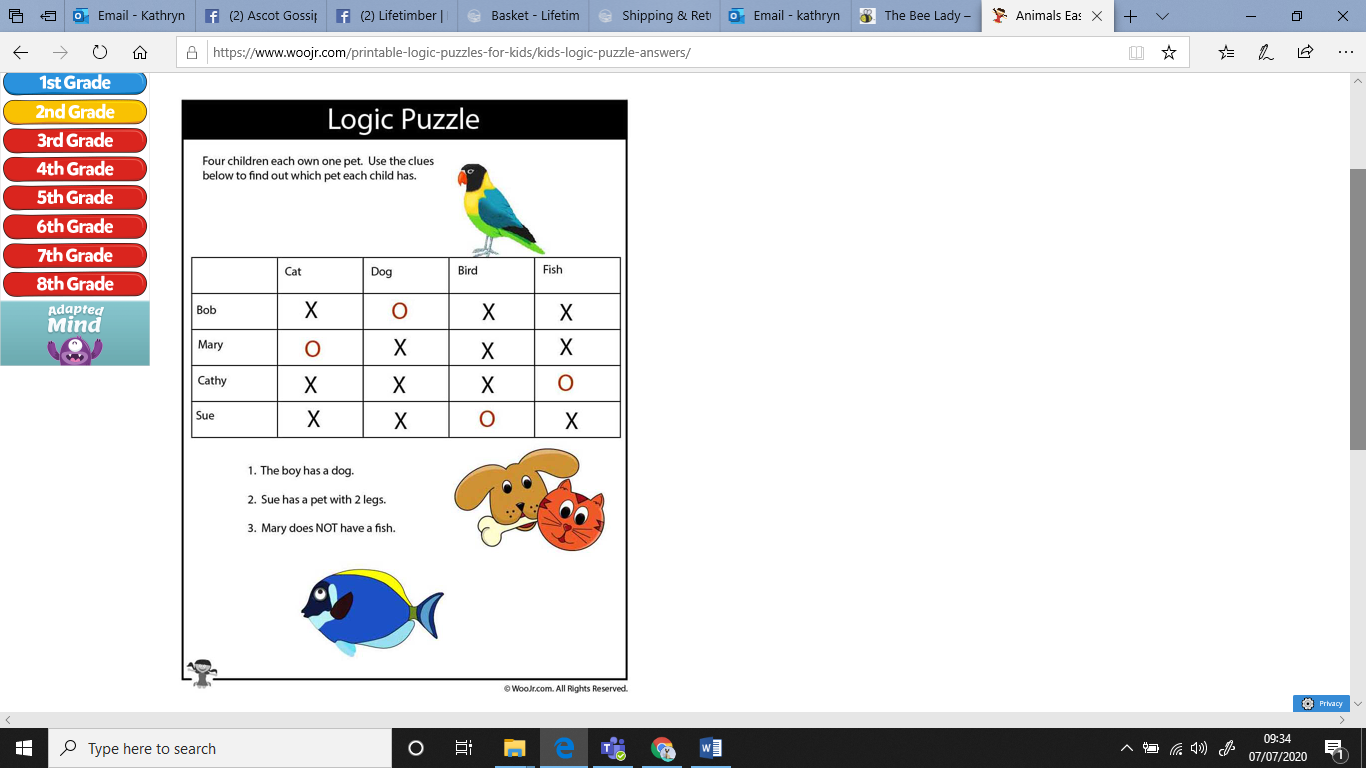 Email - Kathryn
(2) Ascot Gossip
(2) Lifetimber |
Basket - Lifetim
Shipping & Ret
Email - kathryn
The Bee Lady –
Animals Eas
https://www.woojr.com/printable-logic-puzzles-for-kids/kids-logic-puzzle-answers/
1st Grade
2nd Grade
3rd Grade
4th Grade
5th Grade
6th Grade
7th Grade
8th Grade
Adapted
Mind
Logic Puzzle
Four children each own one pet. Use the clues
below to find out which pet each child has.
Cat Dog Bird Fish
Bob X O X X
Mary O X X X
Cathy X X X O
Sue X X O X
1. The boy has a dog.
2. Sue has a pet with 2 legs.
3. Mary does NOT have a fish.
© WooJr.com. All Rights Reserved.
Privacy
Type here to search
09:34
07/07/2020
1